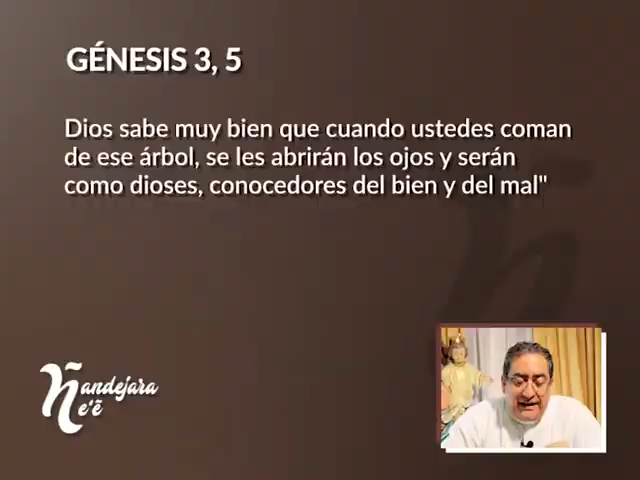 GÉNESIS 3, 5
Dios sabe muy bien que cuando ustedes coman
de ese árbol, se les abrirán los ojos y serán
como dioses, conocedores del bien y del mal"
Ñandejara
Ñe'ẽ